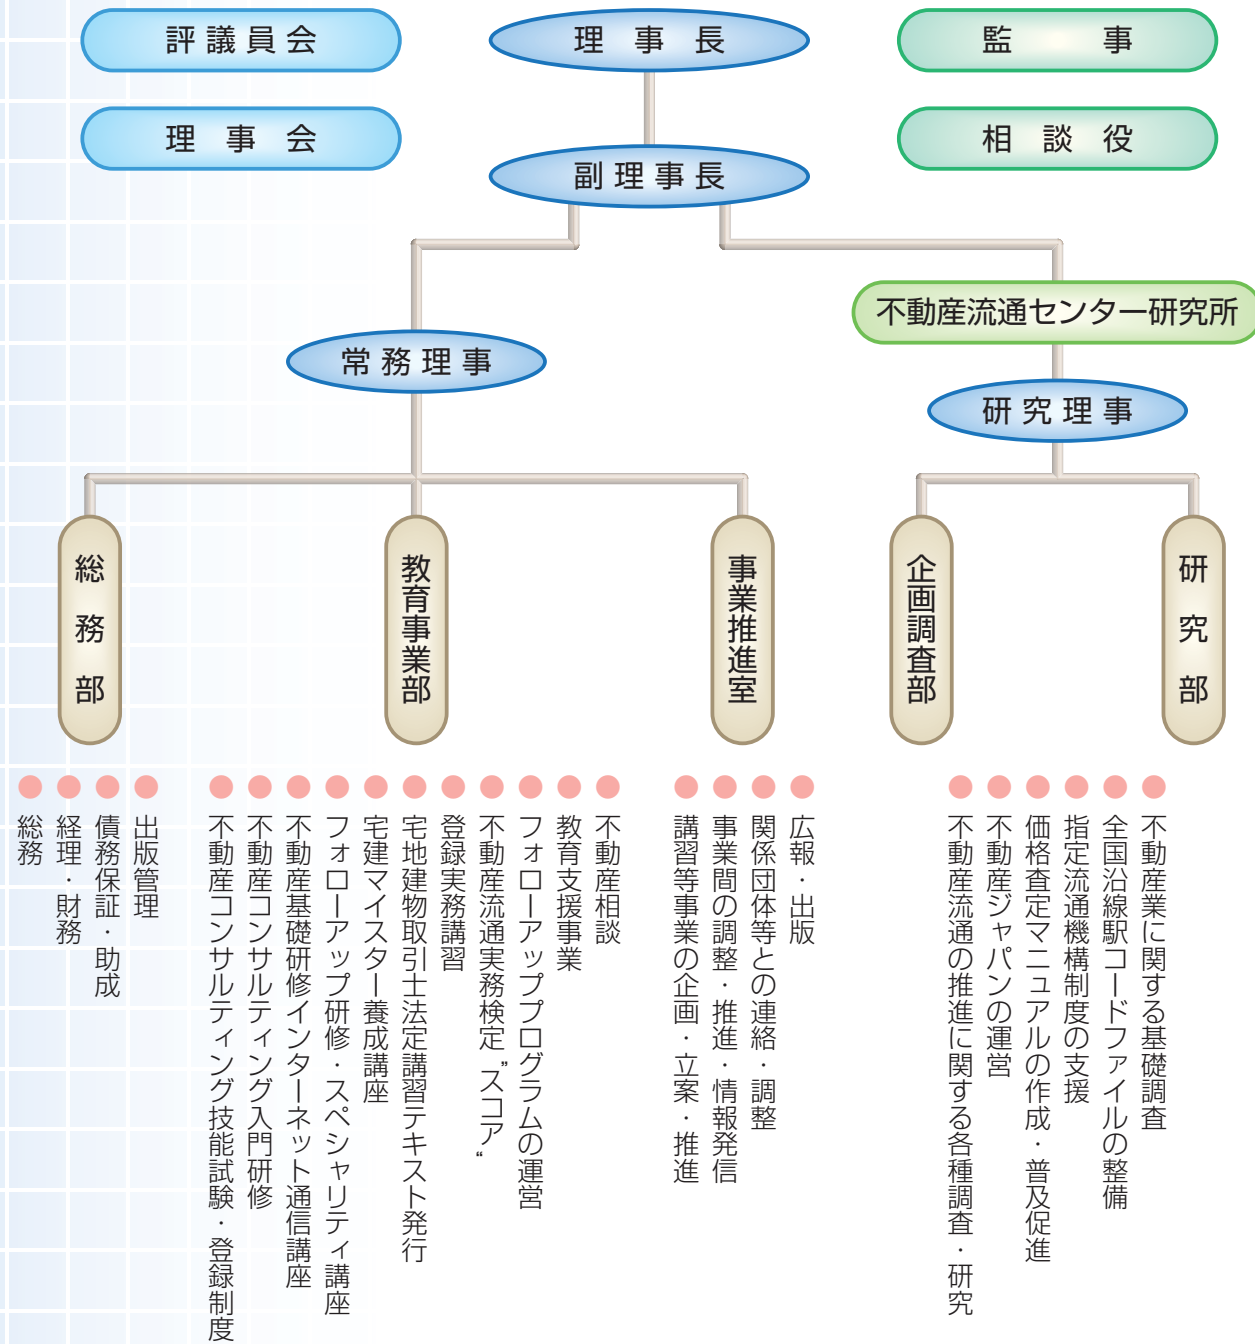 評議員会
理事長
監事
理事会
副理事長
相談役
不動産流通センター研究所
常務理事
研究理事
総務部
教育事業部
事業推進室
企画調査部
研究部
総務
経理・財務
債務保証・助成
出版管理
不動産コンサルティング技能試験・登録制度
不動産コンサルティング入門研修
不動産基礎研修インターネット通信講座
フォローアップ研修・スペシャリティ講座
宅建マイスター養成講座
宅地建物取引士法定講習テキスト発行
登録実務講習
不動産流通実務検定”スコア“
フォローアッププログラムの運営
教育支援事業
不動産相談
講習等事業の企画・立案・推進
事業間の調整・推進・情報発信
関係団体等との連絡・調整
広報・出版
不動産流通の推進に関する各種調査・研究
不動産ジャパンの運営
価格査定マニュアルの作成・普及促進
指定流通機構制度の支援
全国沿線駅コードファイルの整備
不動産業に関する基礎調査